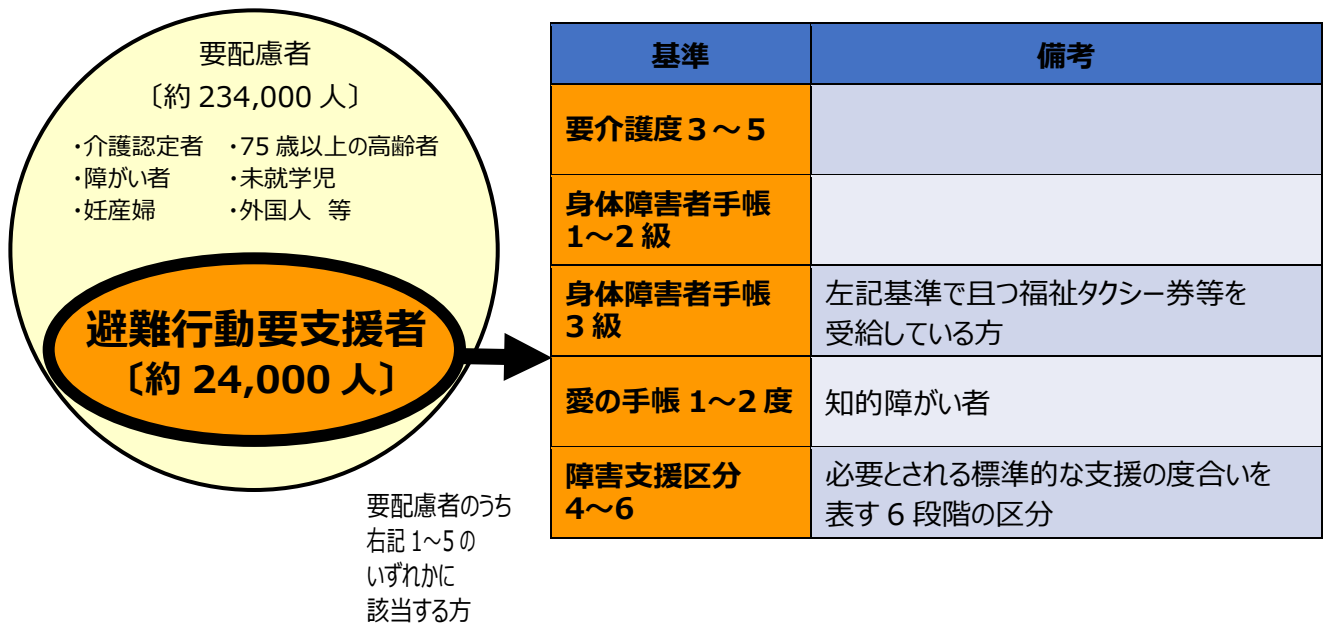 要配慮者
〔約 234,000 人〕
・介護認定者 ・75 歳以上の高齢者
・障がい者 ・未就学児
・妊産婦 ・外国人 等
避難行動要支援者
〔約 24,000 人〕
要配慮者のうち
右記 1～5 の
いずれかに
該当する方
基準 備考
要介護度３～５
身体障害者手帳
1～2 級
身体障害者手帳
3 級
左記基準で且つ福祉タクシー券等を
受給している方
愛の手帳 1～2 度 知的障がい者
障害支援区分
4～6
必要とされる標準的な支援の度合いを
表す 6 段階の区分